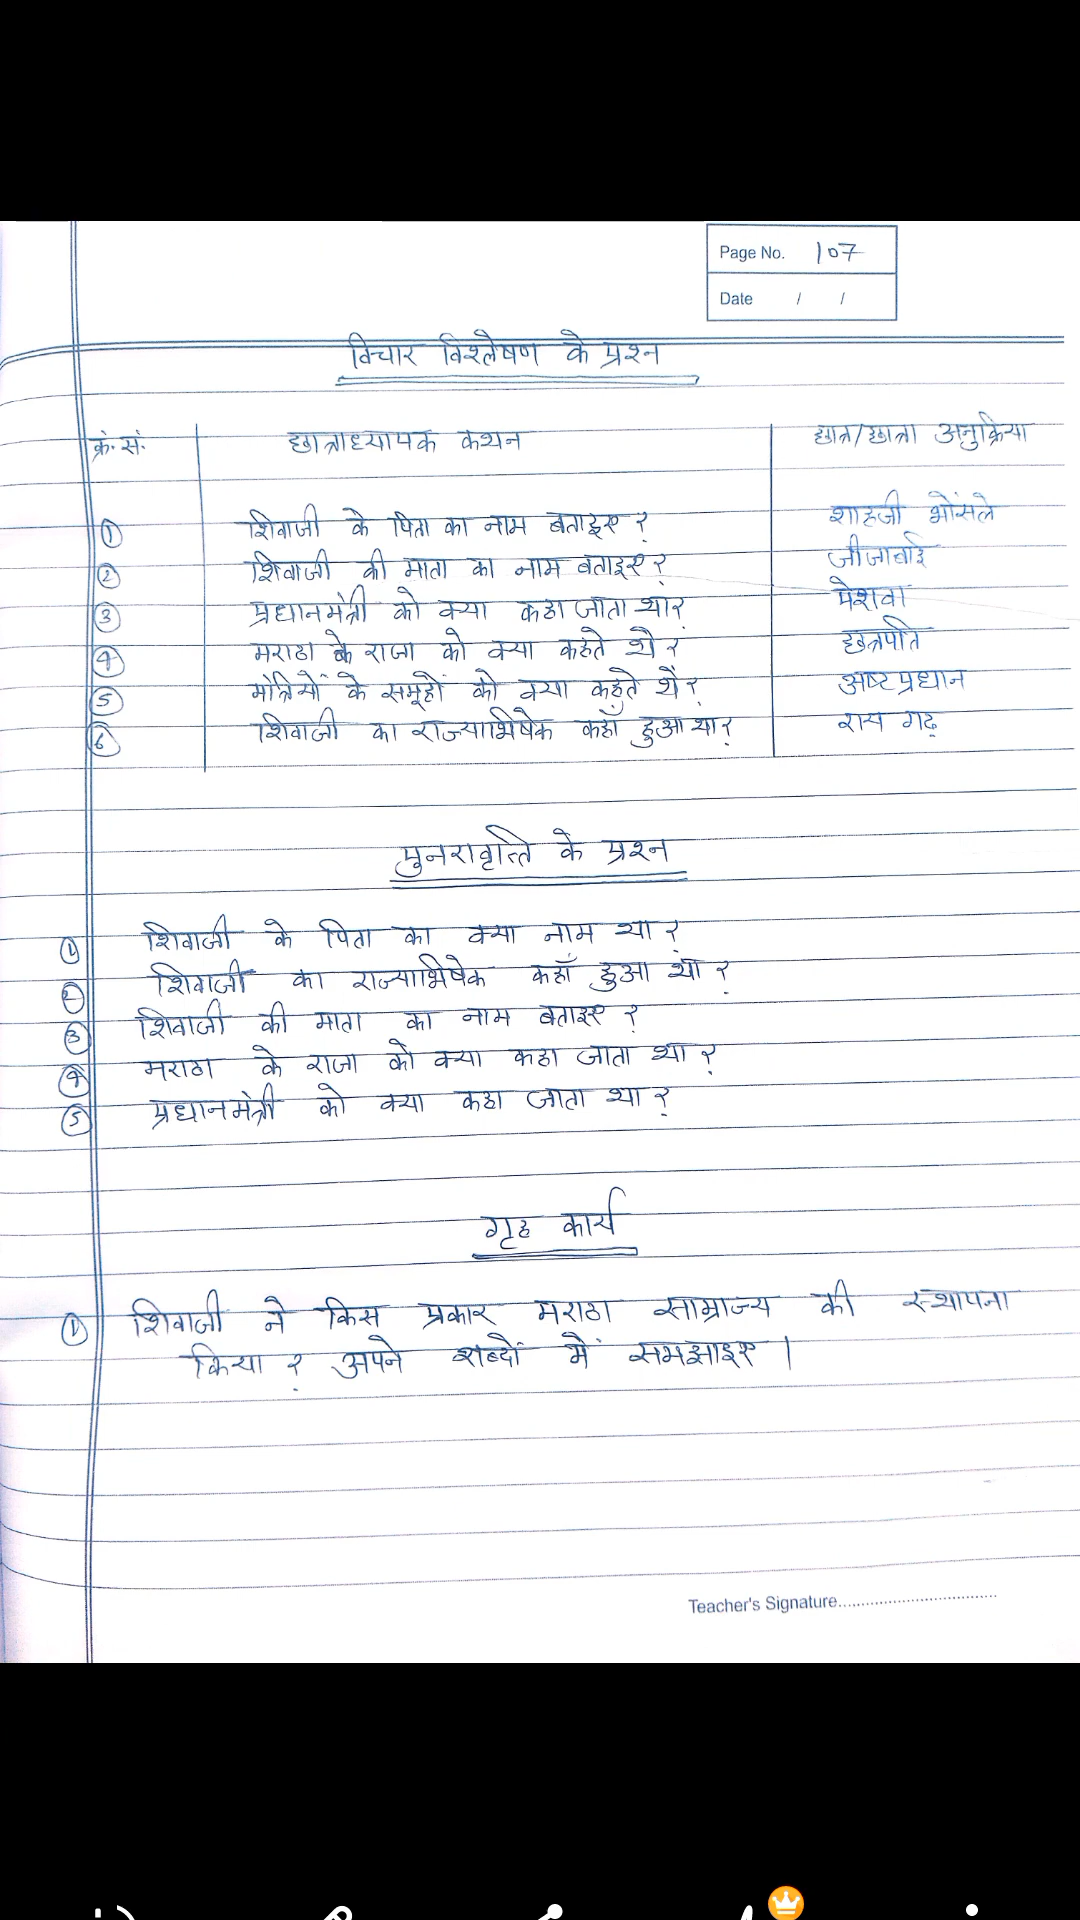 Page No. 107
Date / /
विचार विश्लेषण के प्रश्न
क्रं.सं. छात्राध्यापक कथन छात्र/छात्रा अनुक्रिया
① शिवाजी के पिता का नाम बताइए ? शाहजी भोंसले
② शिवाजी की माता का नाम बताइए ? जीजाबाई
③ प्रधानमंत्री को क्या कहा जाता था? पेशवा
④ मराठा के राजा को क्या कहते थे ? छत्रपति
⑤ मंत्रियों के समूहों को क्या कहते थें ? अष्ट प्रधान
⑥ शिवाजी का राज्याभिषेक कहाँ हुआ था ? राय गढ़
पुनरावृत्ति के प्रश्न
① शिवाजी के पिता का क्या नाम था ?
② शिवाजी का राज्याभिषेक कहाँ हुआ था ?
③ शिवाजी की माता का नाम बताइए ?
④ मराठा के राजा को क्या कहा जाता था ?
⑤ प्रधानमंत्री को क्या कहा जाता था ?
गृह कार्य
① शिवाजी ने किस प्रकार मराठा साम्राज्य की स्थापना
किया ? अपने शब्दों में समझाइए |
Teacher's Signature.....................................